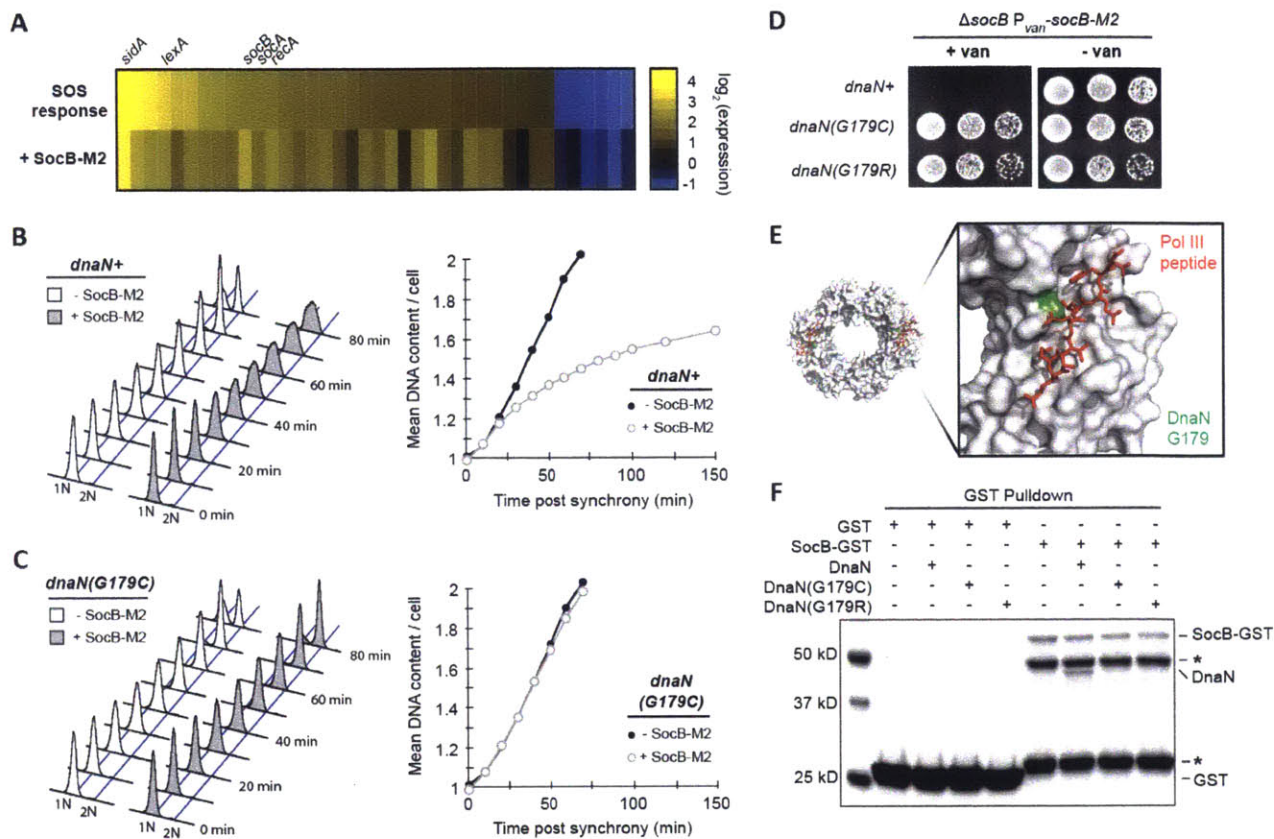 A
sidA
lexA
socB
socA
recA
SOS
response
+ SocB-M2
4
3
2
1
0
-1
log2 (expression)
B
dnaN+
- SocB-M2
+ SocB-M2
80 min
60 min
40 min
20 min
0 min
1N 2N
1N 2N
Mean DNA content / cell
2
1.8
1.6
1.4
1.2
1
0 50 100 150
Time post synchrony (min)
dnaN+
- SocB-M2
+ SocB-M2
C
dnaN(G179C)
- SocB-M2
+ SocB-M2
80 min
60 min
40 min
20 min
0 min
1N 2N
1N 2N
Mean DNA content / cell
2
1.8
1.6
1.4
1.2
1
0 50 100 150
Time post synchrony (min)
dnaN
(G179C)
- SocB-M2
+ SocB-M2
D
ΔsocB Pvan-socB-M2
+ van - van
dnaN+
dnaN(G179C)
dnaN(G179R)
E
Pol III
peptide
DnaN
G179
F
GST Pulldown
GST + + + + - - - -
SocB-GST - - - - + + + +
DnaN - + - - - + - -
DnaN(G179C) - - + - - - + -
DnaN(G179R) - - - + - - - +
50 kD
37 kD
25 kD
SocB-GST
*
DnaN
*
GST